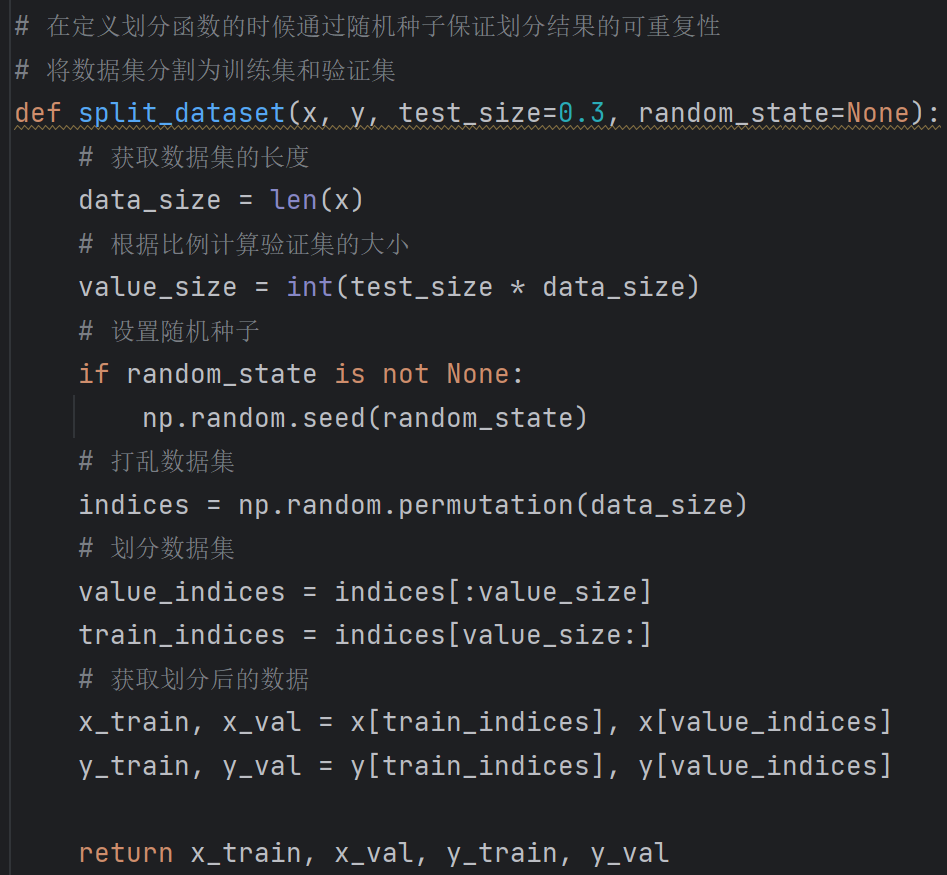 # 在定义划分函数的时候通过随机种子保证划分结果的可重复性
# 将数据集分割为训练集和验证集
def split_dataset(x, y, test_size=0.3, random_state=None):
    # 获取数据集的长度
    data_size = len(x)
    # 根据比例计算验证集的大小
    value_size = int(test_size * data_size)
    # 设置随机种子
    if random_state is not None:
        np.random.seed(random_state)
    # 打乱数据集
    indices = np.random.permutation(data_size)
    # 划分数据集
    value_indices = indices[:value_size]
    train_indices = indices[value_size:]
    # 获取划分后的数据
    x_train, x_val = x[train_indices], x[value_indices]
    y_train, y_val = y[train_indices], y[value_indices]
    return x_train, x_val, y_train, y_val